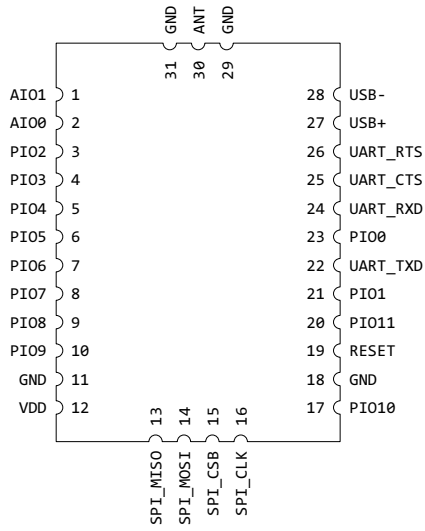 GND ANT GND
31 30 29
AIO1 1 28 USB-
AIO0 2 27 USB+
PIO2 3 26 UART_RTS
PIO3 4 25 UART_CTS
PIO4 5 24 UART_RXD
PIO5 6 23 PIO0
PIO6 7 22 UART_TXD
PIO7 8 21 PIO1
PIO8 9 20 PIO11
PIO9 10 19 RESET
GND 11 18 GND
VDD 12 17 PIO10
13 14 15 16
SPI_MISO SPI_MOSI SPI_CSB SPI_CLK